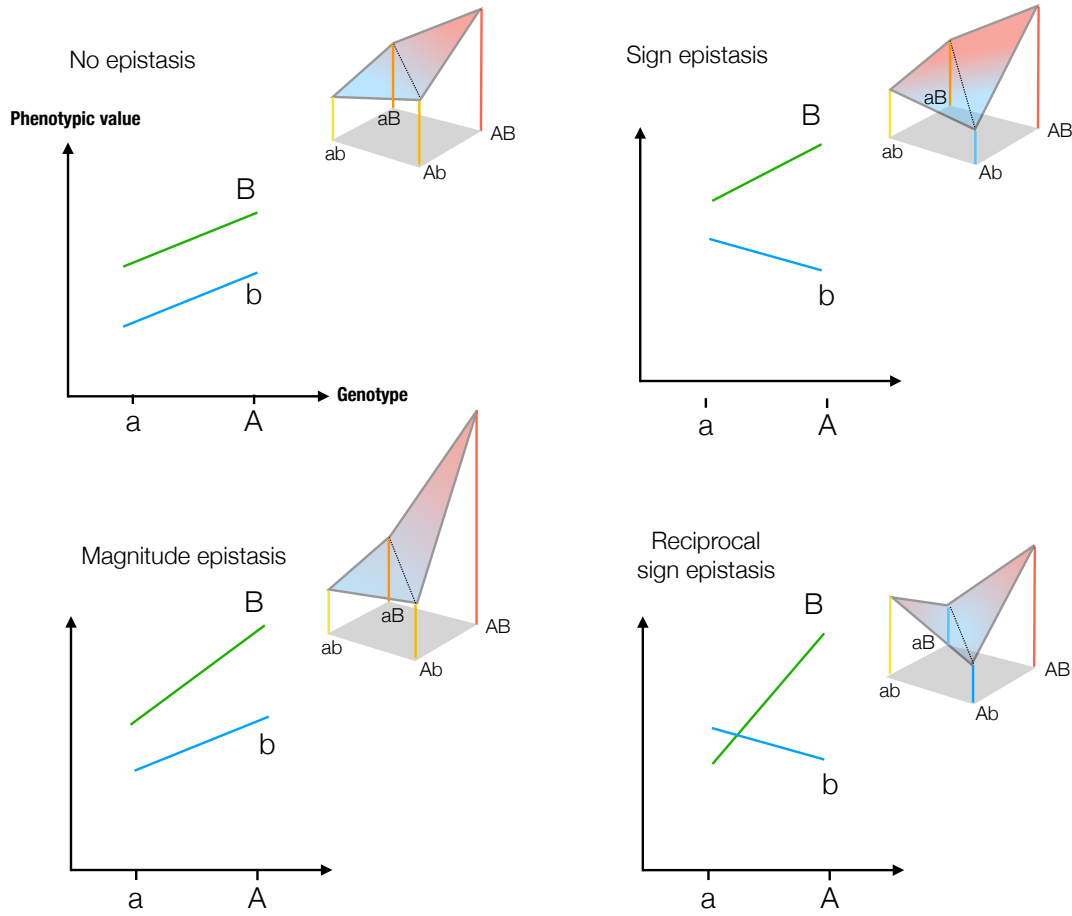 No epistasis
Phenotypic value
B
b
a
A
Genotype
aB
ab
AB
Ab
Sign epistasis
B
b
a
A
aB
ab
AB
Ab
Magnitude epistasis
B
b
a
A
aB
ab
AB
Ab
Reciprocal
sign epistasis
B
b
a
A
aB
ab
AB
Ab